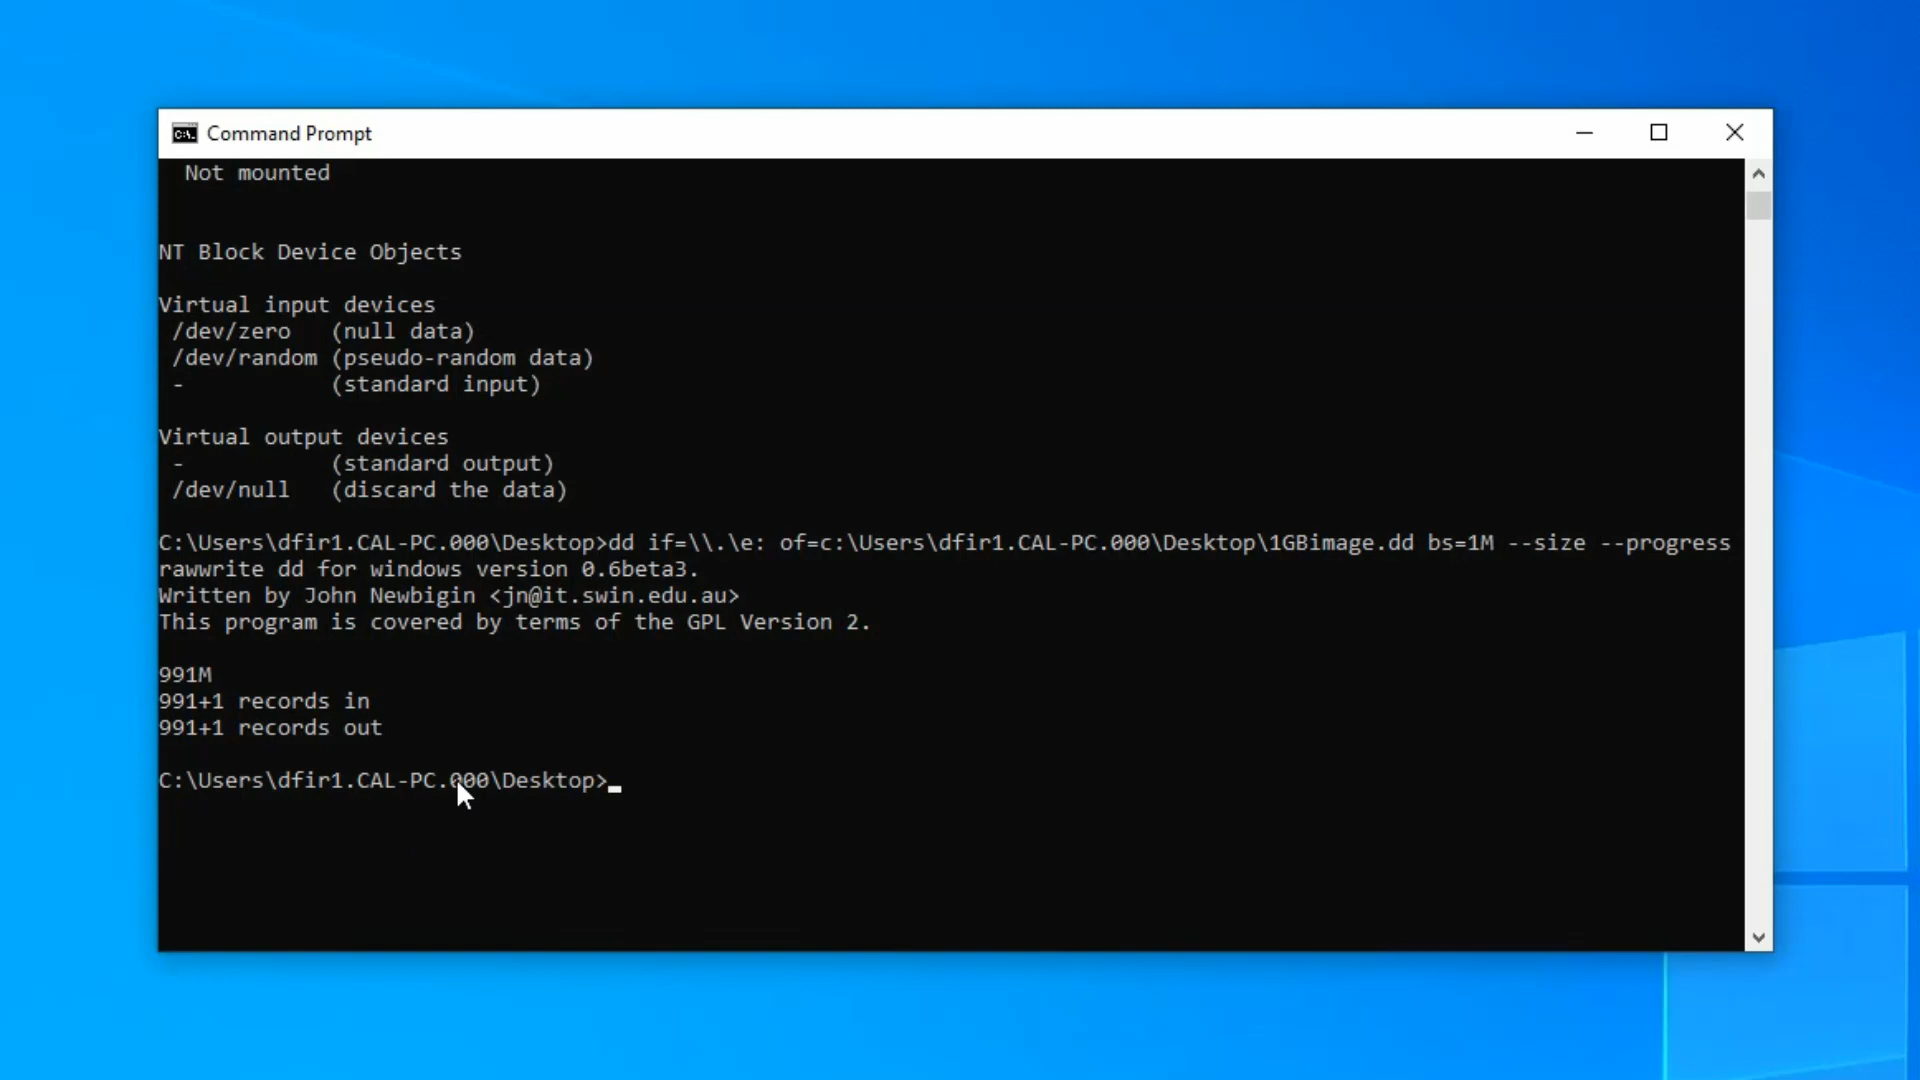 Command Prompt
Not mounted
NT Block Device Objects
Virtual input devices
/dev/zero   (null data)
/dev/random (pseudo-random data)
-           (standard input)
Virtual output devices
-           (standard output)
/dev/null   (discard the data)
C:\Users\dfir1.CAL-PC.000\Desktop>dd if=\\.\e: of=c:\Users\dfir1.CAL-PC.000\Desktop\1GBimage.dd bs=1M --size --progress
rawwrite dd for windows version 0.6beta3.
Written by John Newbigin <jn@it.swin.edu.au>
This program is covered by terms of the GPL Version 2.
991M
991+1 records in
991+1 records out
C:\Users\dfir1.CAL-PC.000\Desktop>